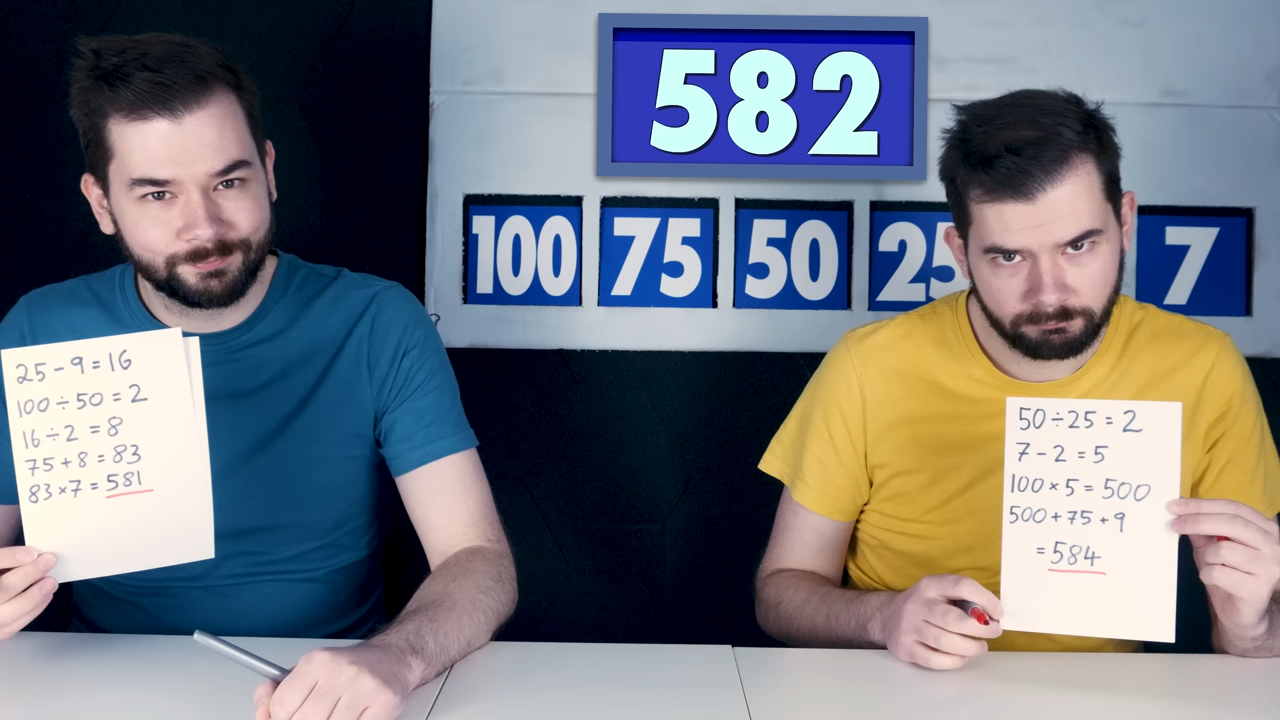 582
100 75 50 25 7
25 - 9 = 16
100 ÷ 50 = 2
16 ÷ 2 = 8
75 + 8 = 83
83 × 7 = 581
50 ÷ 25 = 2
7 - 2 = 5
100 × 5 = 500
500 + 75 + 9
= 584